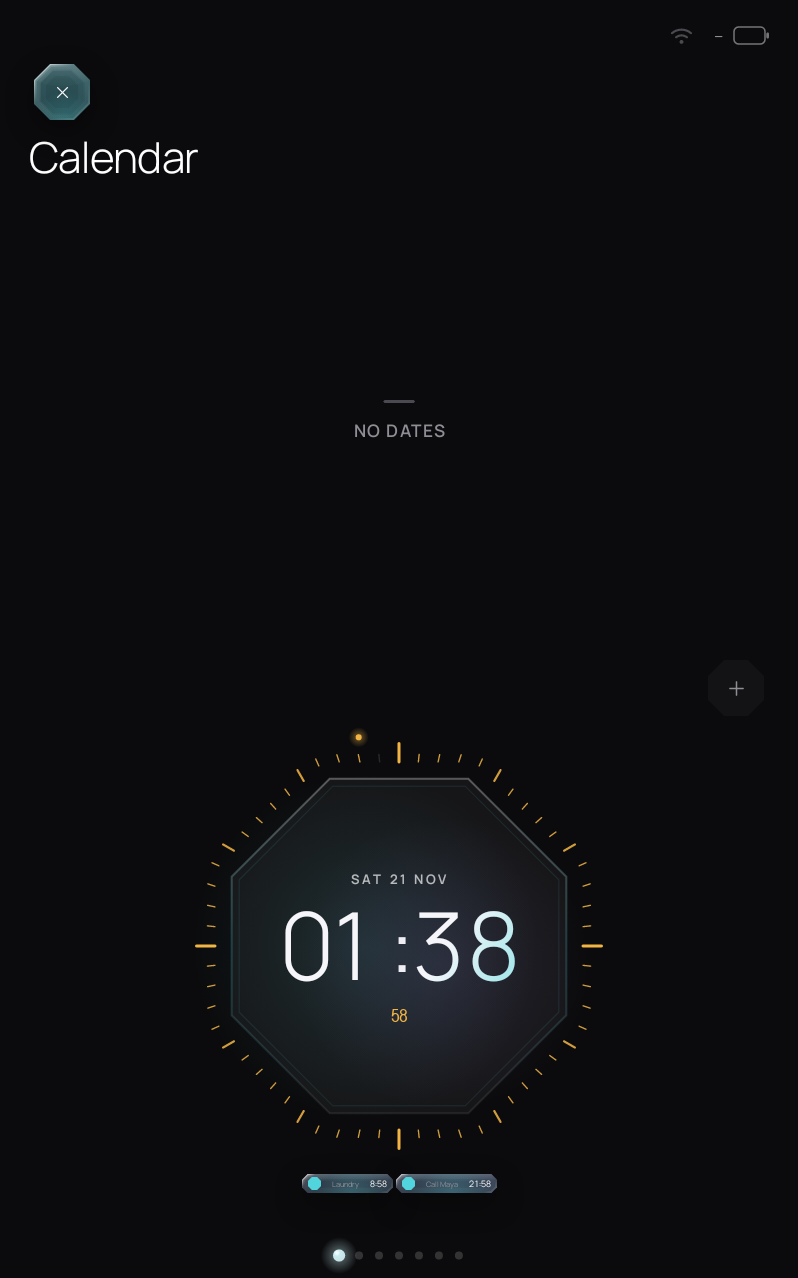 Calendar
NO DATES
SAT 21 NOV
01 :38
58
Laundry 8:58
Call Maya 21:58